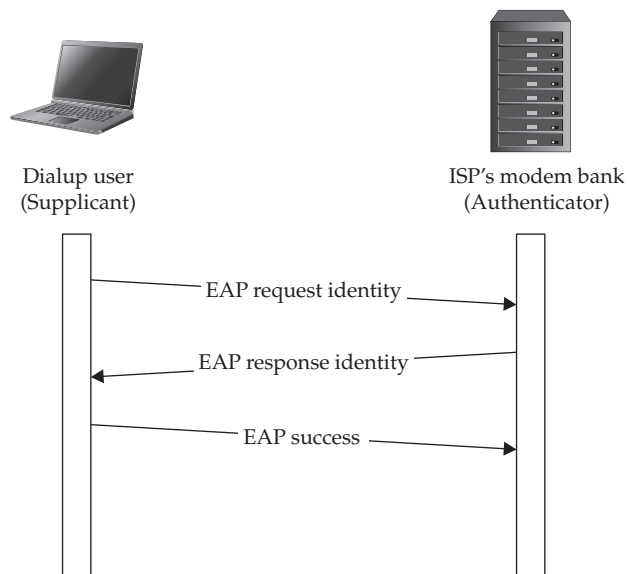 Dialup user
(Supplicant)
ISP's modem bank
(Authenticator)
EAP request identity
EAP response identity
EAP success